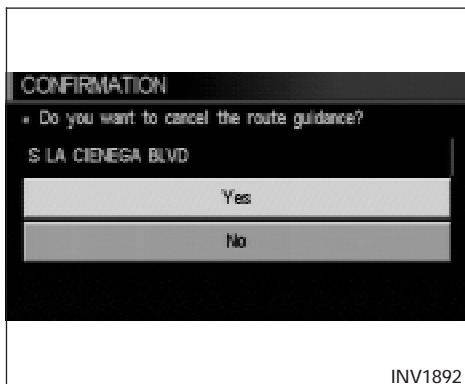 CONFIRMATION
• Do you want to cancel the route guidance?
S LA CIENEGA BLVD
Yes
No
INV1892